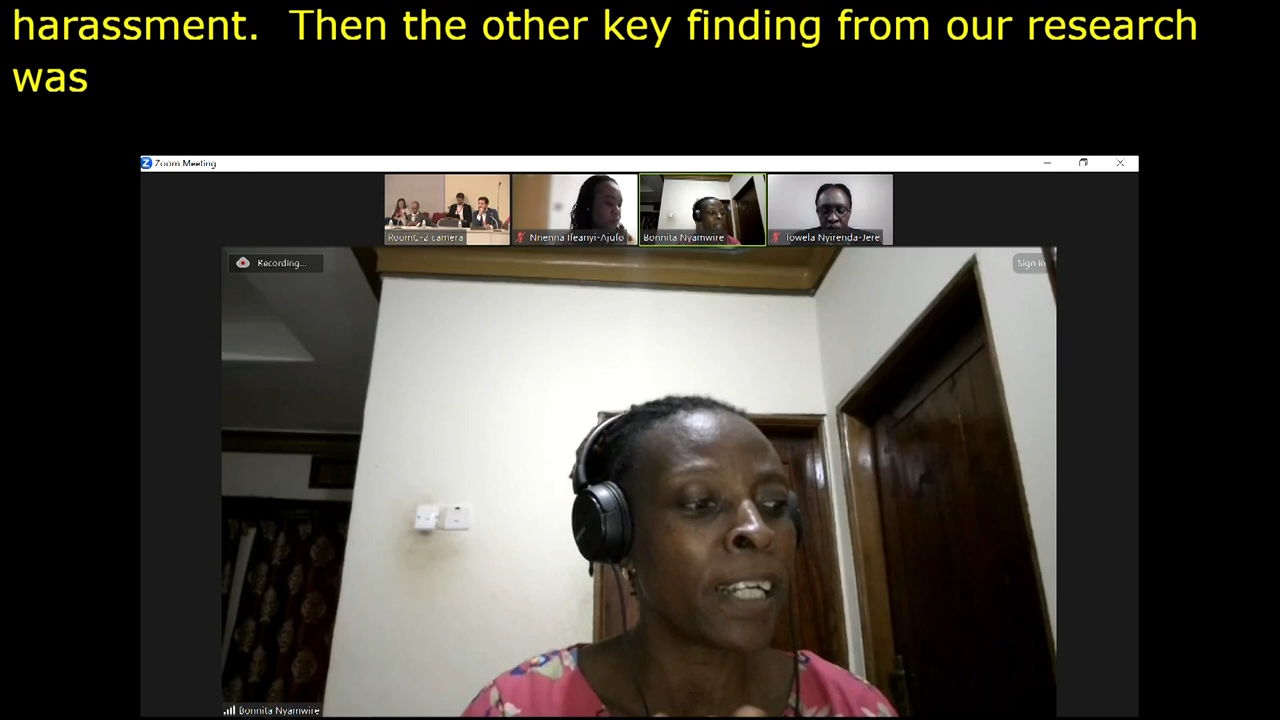 harassment.  Then the other key finding from our research
was
Zoom Meeting
RoomC-2 camera
Nnenna Ifeanyi-Ajufo
Bonnita Nyamwire
Towela Nyirenda-Jere
Recording...
Sign in
Bonnita Nyamwire